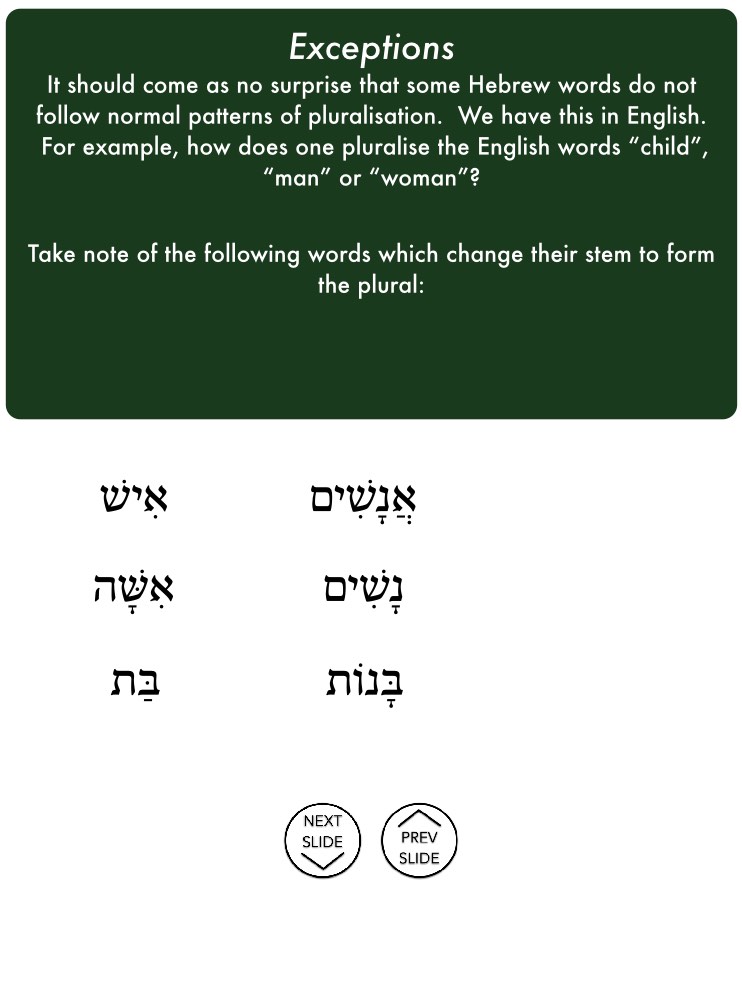 Exceptions
It should come as no surprise that some Hebrew words do not
follow normal patterns of pluralisation.  We have this in English.
For example, how does one pluralise the English words “child”,
“man” or “woman”?
Take note of the following words which change their stem to form
the plural:
אִישׁ אֲנָשִׁים
אִשָּׁה נָשִׁים
בַּת בָּנוֹת
NEXT
SLIDE
PREV
SLIDE